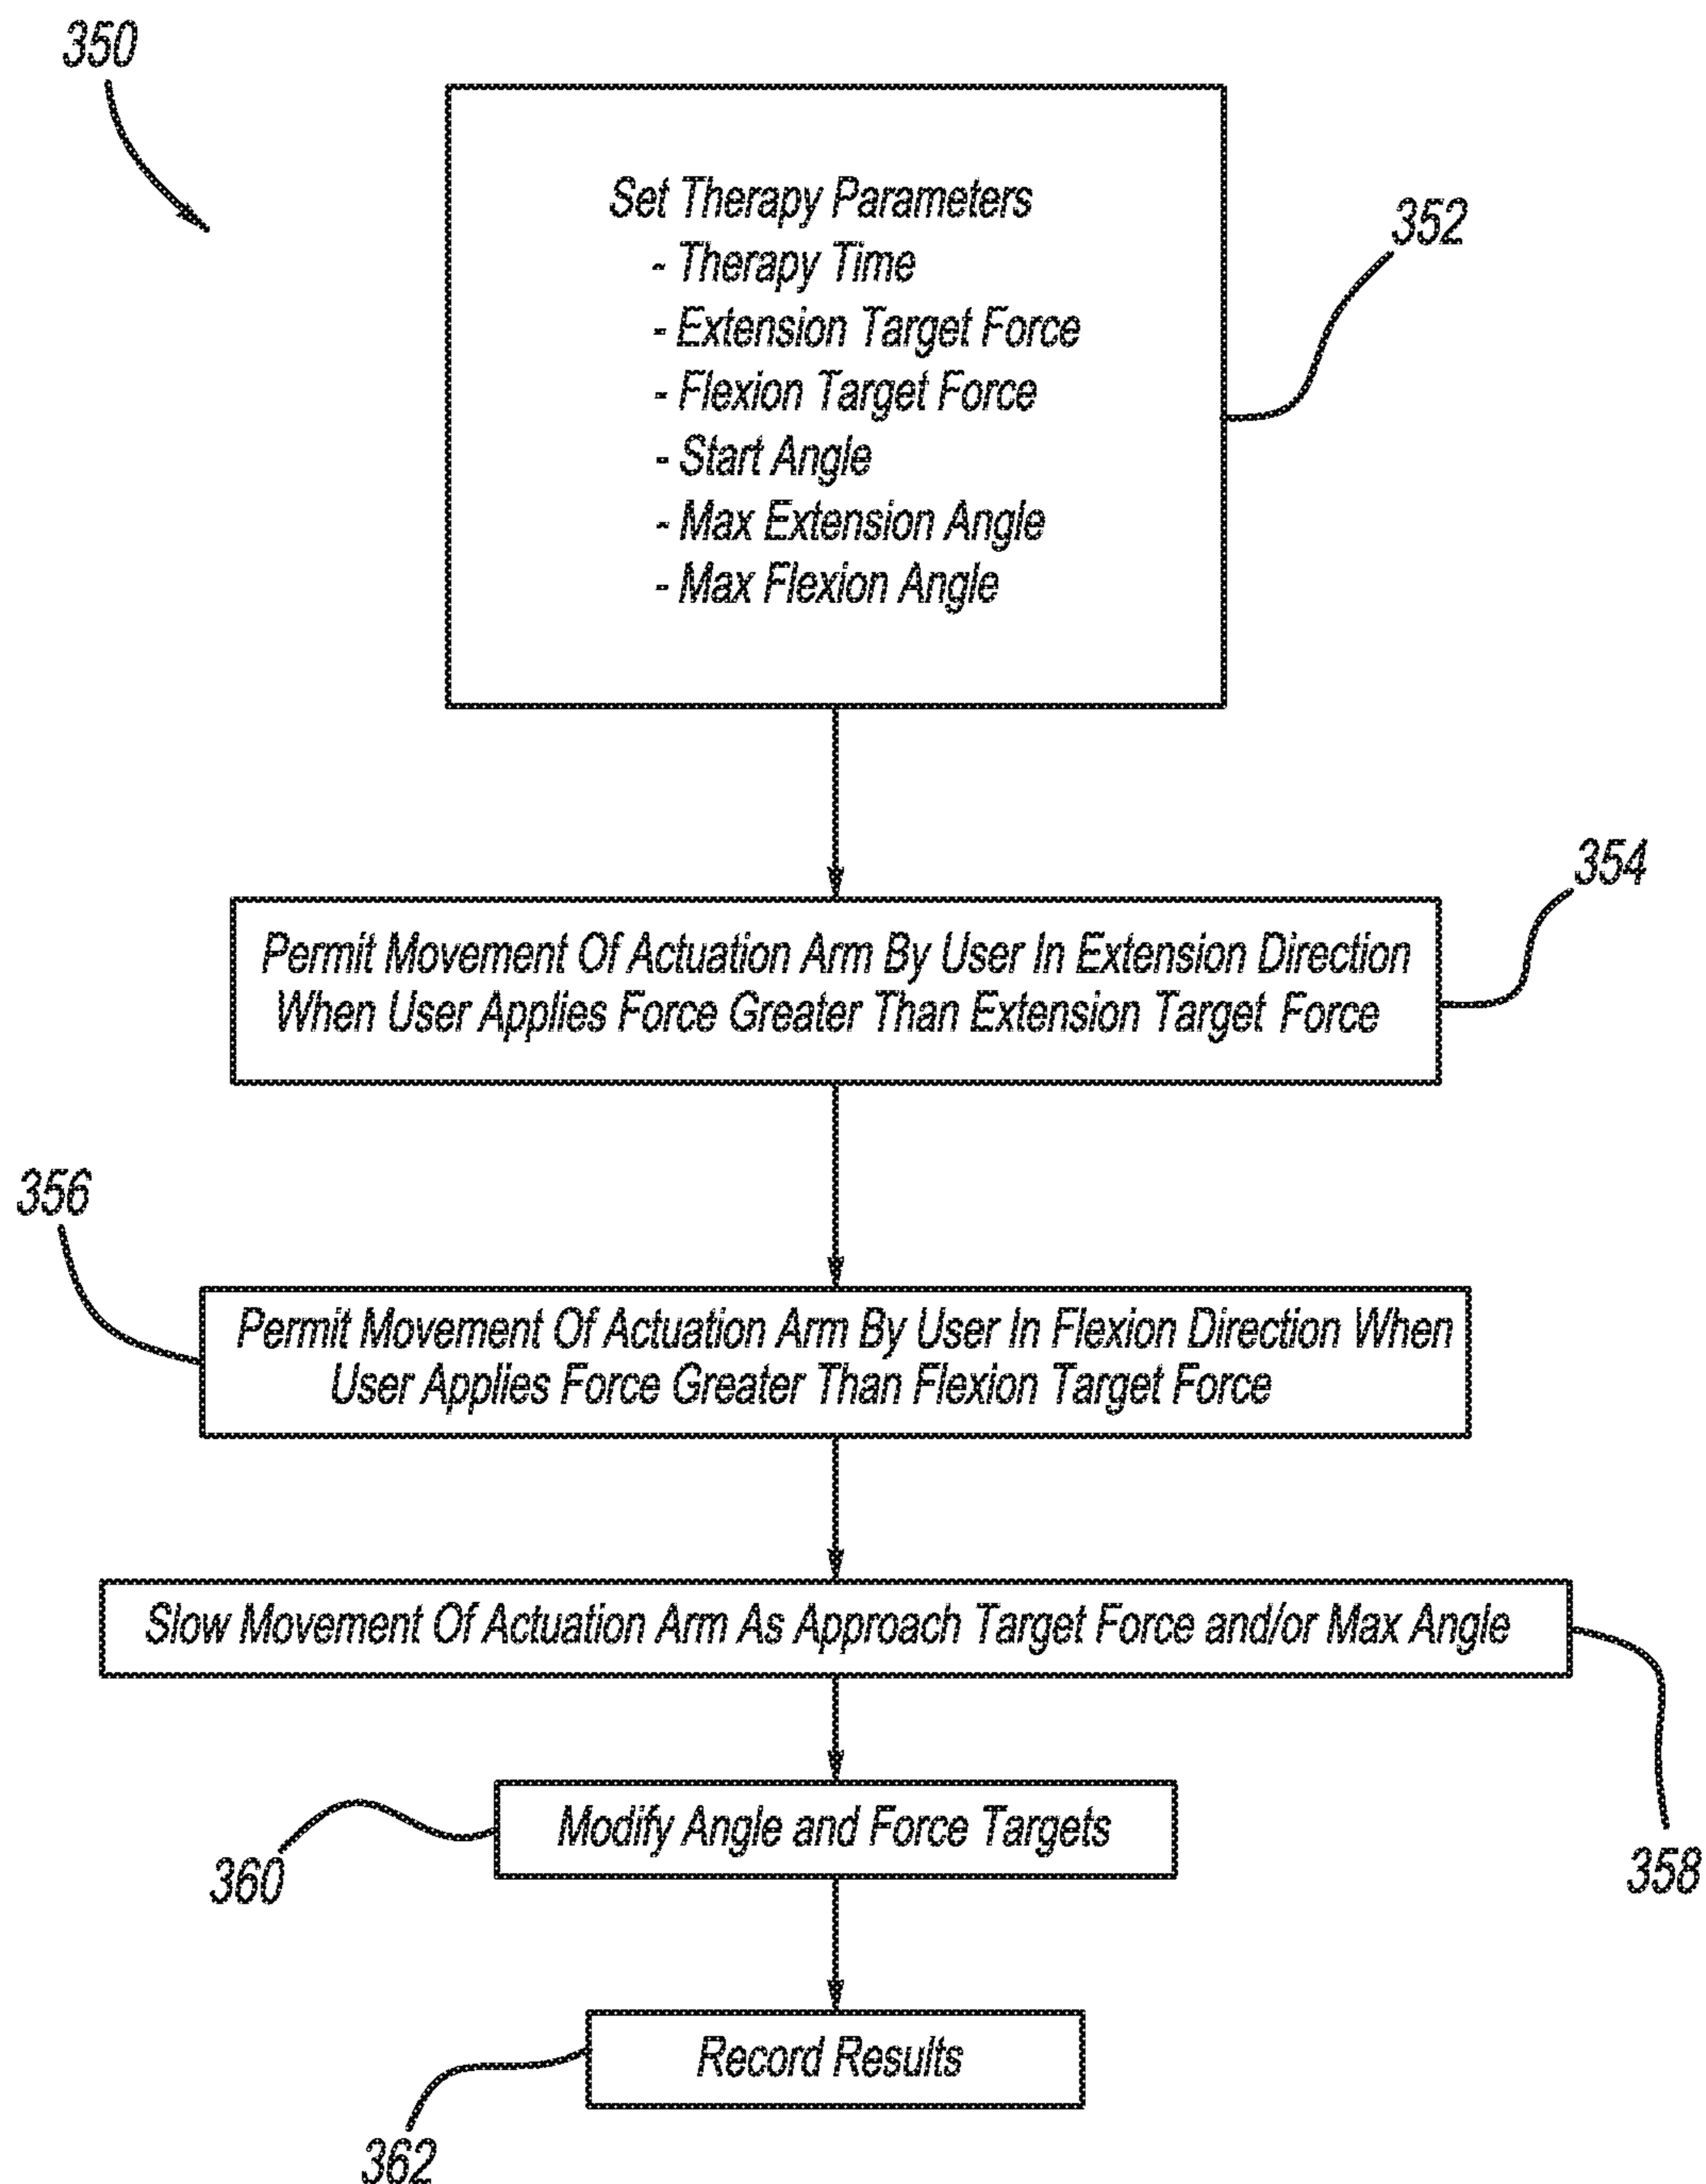 350
Set Therapy Parameters
- Therapy Time
352
- Extension Target Force
- Flexion Target Force
- Start Angle
- Max Extension Angle
- Max Flexion Angle
354
Permit Movement Of Actuation Arm By User In Extension Direction
When User Applies Force Greater Than Extension Target Force
356
Permit Movement Of Actuation Arm By User In Flexion Direction When
User Applies Force Greater Than Flexion Target Force
Slow Movement Of Actuation Arm As Approach Target Force and/or Max Angle
358
Modify Angle and Force Targets
360
Record Results
362